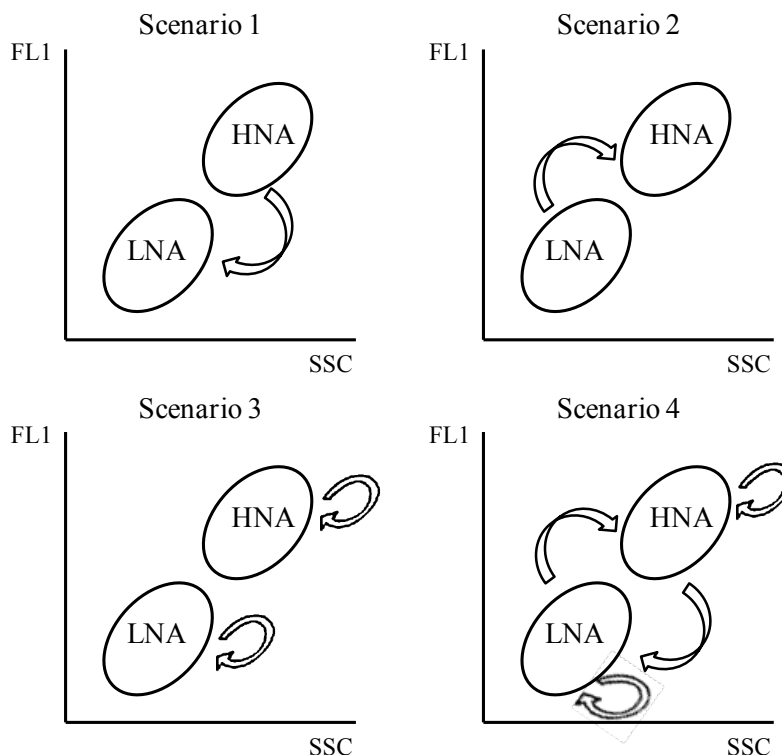 Scenario 1
FL1
HNA
LNA
SSC
Scenario 2
FL1
HNA
LNA
SSC
Scenario 3
FL1
HNA
LNA
SSC
Scenario 4
FL1
HNA
LNA
SSC